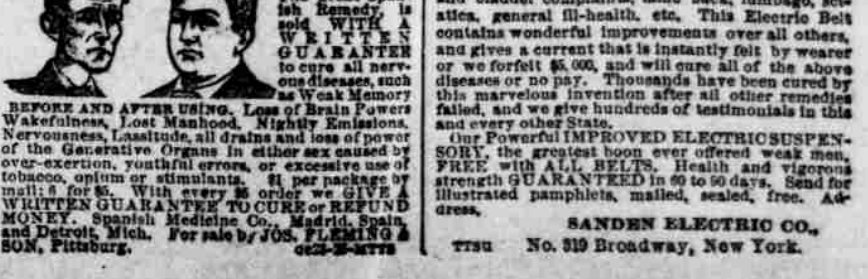 ish Remedy is
sold WITH A
WRITTEN
GUARANTEE
to cure all nerv-
ous diseases, such
as Weak Memory
BEFORE AND AFTER USING. Loss of Brain Powers
Wakefulness, Lost Manhood, Nightly Emissions,
Nervousness, Lassitude, all drains and loss of power
of the Generative Organs in either sex caused by
over-exertion, youthful errors, or excessive use of
tobacco, opium or stimulants. $1 per package by
mail; 6 for $5. With every $5 order we GIVE A
WRITTEN GUARANTEE TO CURE or REFUND
MONEY. Spanish Medicine Co., Madrid, Spain,
and Detroit, Mich. For sale by JOS. FLEMING &
SON, Pittsburg.
and bladder complaints, lame back, lumbago, sci-
atica, general ill-health, etc. This Electric Belt
contains wonderful improvements over all others,
and gives a current that is instantly felt by wearer
or we forfeit $5,000, and will cure all of the above
diseases or no pay. Thousands have been cured by
this marvelous invention after all other remedies
failed, and we give hundreds of testimonials in this
and every other State.
Our Powerful IMPROVED ELECTRIC SUSPEN-
SORY, the greatest boon ever offered weak men,
FREE with ALL BELTS. Health and vigorous
strength GUARANTEED in 60 to 90 days. Send for
illustrated pamphlets, mailed, sealed, free. Ad-
dress,
SANDEN ELECTRIC CO.,
TTSU No. 819 Broadway, New York.